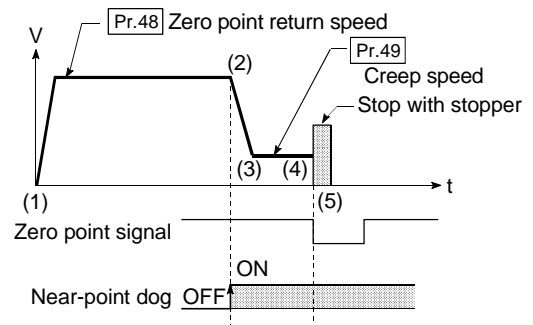 Pr.48 Zero point return speed
V
Pr.49
Creep speed
Stop with stopper
(2)
(3)
(4)
(1)
(5)
t
Zero point signal
ON
Near-point dog OFF